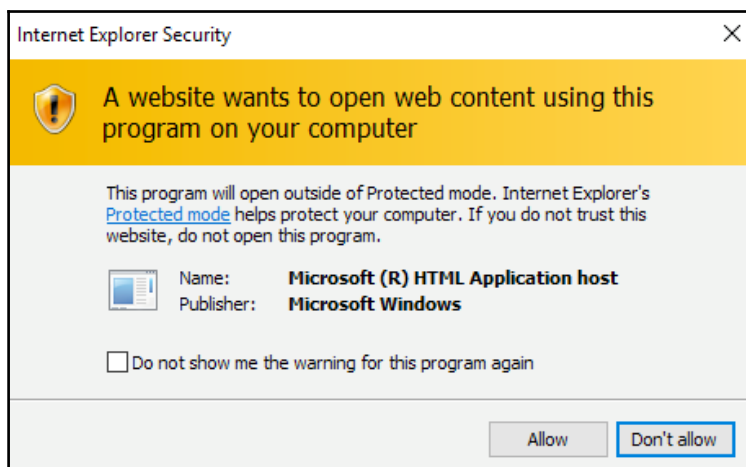 Internet Explorer Security
A website wants to open web content using this
program on your computer
This program will open outside of Protected mode. Internet Explorer's
Protected mode helps protect your computer. If you do not trust this
website, do not open this program.
Name: Microsoft (R) HTML Application host
Publisher: Microsoft Windows
Do not show me the warning for this program again
Allow Don't allow